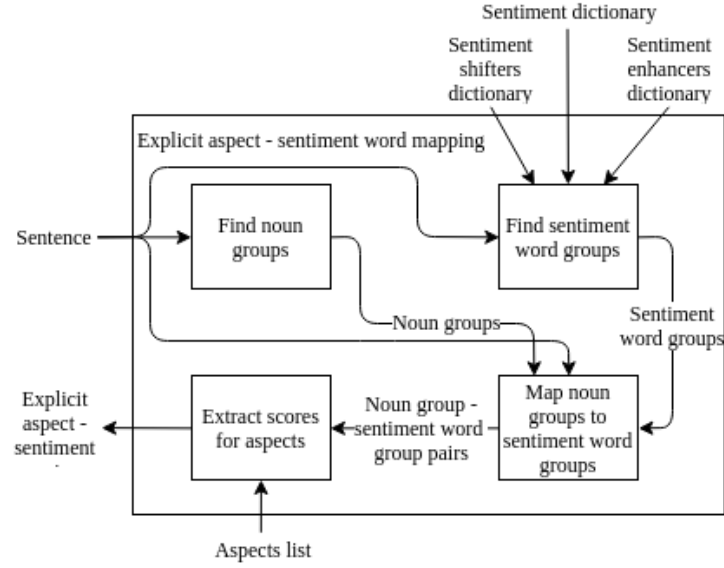 Sentiment dictionary
Sentiment
shifters
dictionary
Sentiment
enhancers
dictionary
Explicit aspect - sentiment word mapping
Sentence
Find noun
groups
Find sentiment
word groups
Noun groups
Sentiment
word groups
Explicit
aspect -
sentiment
Extract scores
for aspects
Noun group -
sentiment word
group pairs
Map noun
groups to
sentiment word
groups
Aspects list